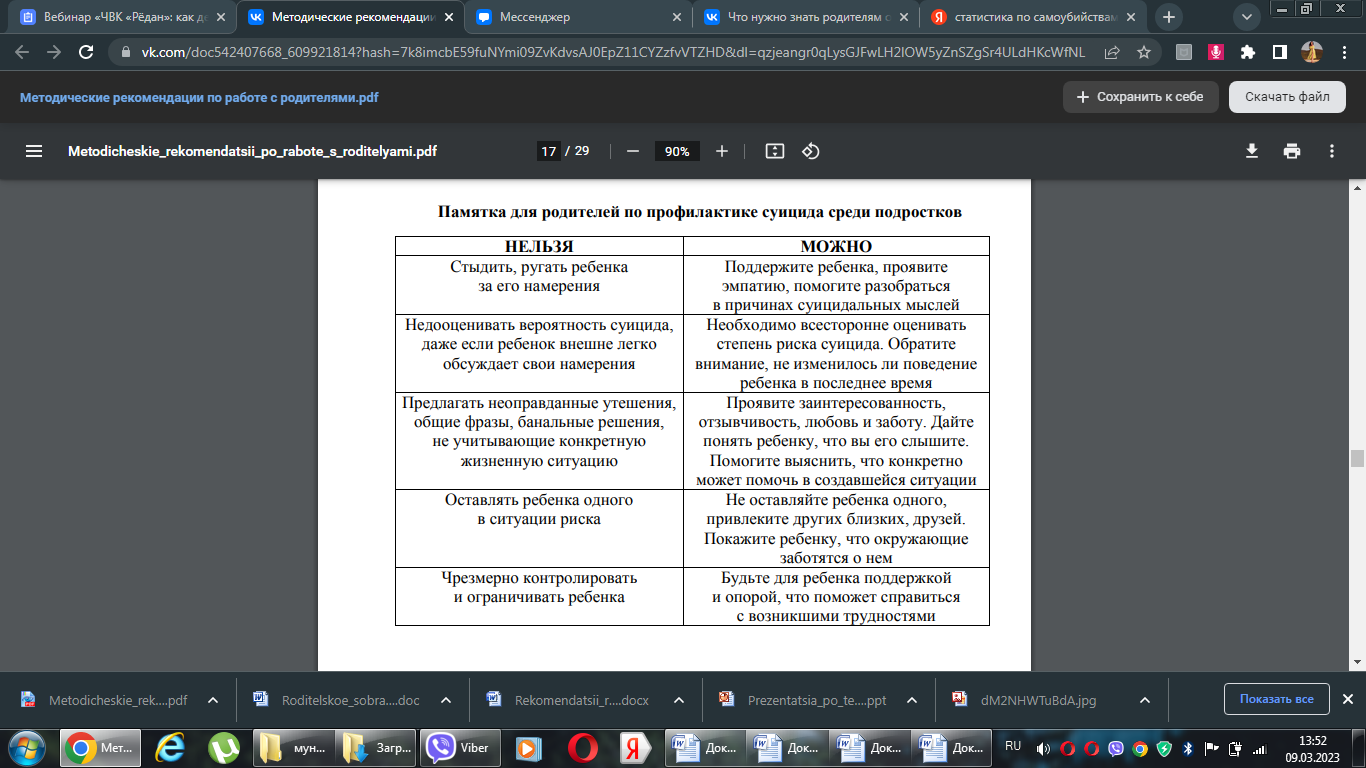 Вебинар «ЧВК «Рёдан»: как де
Методические рекомендации
Мессенджер
Что нужно знать родителям о
статистика по самоубийствам
vk.com/doc542407668_609921814?hash=7k8imcbE59fuNYmi09ZvKdvsAJ0EpZ11CYZzfvVTZHD&dl=qzjeangr0qLysGJFwLH2lOW5yZnSZgSr4ULdHKcWfNL
Методические рекомендации по работе с родителями.pdf
Сохранить к себе
Скачать файл
Metodicheskie_rekomendatsii_po_rabote_s_roditelyami.pdf
17 / 29
90%
Памятка для родителей по профилактике суицида среди подростков
НЕЛЬЗЯ
МОЖНО
Стыдить, ругать ребенка
за его намерения
Поддержите ребенка, проявите
эмпатию, помогите разобраться
в причинах суицидальных мыслей
Недооценивать вероятность суицида,
даже если ребенок внешне легко
обсуждает свои намерения
Необходимо всесторонне оценивать
степень риска суицида. Обратите
внимание, не изменилось ли поведение
ребенка в последнее время
Предлагать неоправданные утешения,
общие фразы, банальные решения,
не учитывающие конкретную
жизненную ситуацию
Проявите заинтересованность,
отзывчивость, любовь и заботу. Дайте
понять ребенку, что вы его слышите.
Помогите выяснить, что конкретно
может помочь в создавшейся ситуации
Оставлять ребенка одного
в ситуации риска
Не оставляйте ребенка одного,
привлеките других близких, друзей.
Покажите ребенку, что окружающие
заботятся о нем
Чрезмерно контролировать
и ограничивать ребенка
Будьте для ребенка поддержкой
и опорой, что поможет справиться
с возникшими трудностями
Metodicheskie_rek....pdf
Roditelskoe_sobra....doc
Rekomendatsii_r....docx
Prezentatsia_po_te....ppt
dM2NHWTuBdA.jpg
Показать все
Мет...
мун...
Загр...
Viber
Док...
Док...
Док...
Док...
RU
13:52
09.03.2023